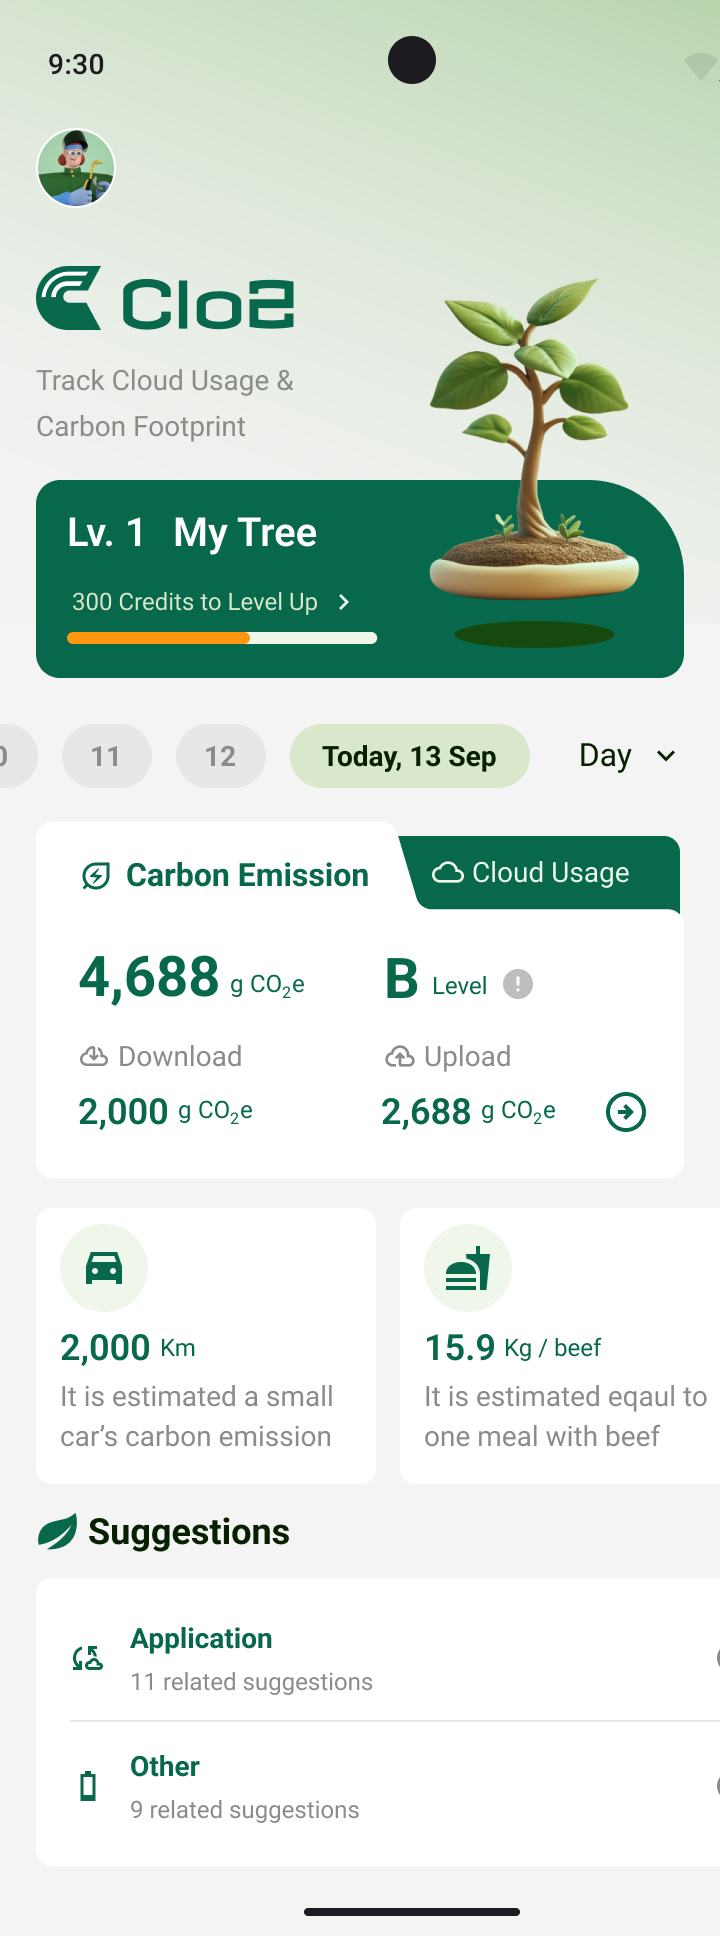 9:30
Clo2
Track Cloud Usage &
Carbon Footprint
Lv. 1 My Tree
300 Credits to Level Up
0 11 12 Today, 13 Sep Day
Carbon Emission
Cloud Usage
4,688 g CO₂e
B Level
Download
Upload
2,000 g CO₂e
2,688 g CO₂e
2,000 Km
It is estimated a small
car’s carbon emission
15.9 Kg / beef
It is estimated eqaul to
one meal with beef
Suggestions
Application
11 related suggestions
Other
9 related suggestions